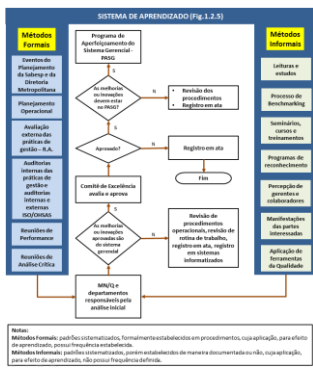 SISTEMA DE APRENDIZADO (Fig.1.2.5)
Métodos
Formais
Eventos de
Planejamento
da Sabesp e da
Diretoria
Metropolitana
Planejamento
Operacional
Avaliação
externa das
práticas de
gestão – R.A.
Auditorias
internas das
práticas de
gestão e
auditorias
internas e
externas
ISO/OHSAS
Reuniões de
Performance
Reuniões de
Análise Crítica
Programa de
Aperfeiçoamento do
Sistema Gerencial -
PASG
S
As melhorias
ou inovações
devem estar
no PASG?
N
• Revisão dos
procedimentos
• Registro em ata
S
Aprovado?
N
Registro em ata
Fim
Comitê de Excelência
avalia e aprova
S
As melhorias
ou inovações
aprovadas são
do sistema
gerencial
N
Revisão de
procedimentos
operacionais, revisão de
rotina de trabalho,
registro em ata, registro
em sistemas
informatizados
MN/Q e
departamentos
responsáveis pela
análise inicial
Métodos
Informais
Leituras e
estudos
Processo de
Benchmarking
Seminários,
cursos e
treinamentos
Programas de
reconhecimento
Percepção de
gerentes e
colaboradores
Manifestações
das partes
interessadas
Aplicação de
ferramentas
da Qualidade
Notas:
Métodos Formais: padrões sistematizados, formalmente estabelecidos em procedimentos, cuja aplicação, para efeito
de aprendizado, possui frequência estabelecida.
Métodos Informais: padrões sistematizados, porém estabelecidos de maneira documentada ou não, cuja aplicação,
para efeito de aprendizado, não possui frequência definida.